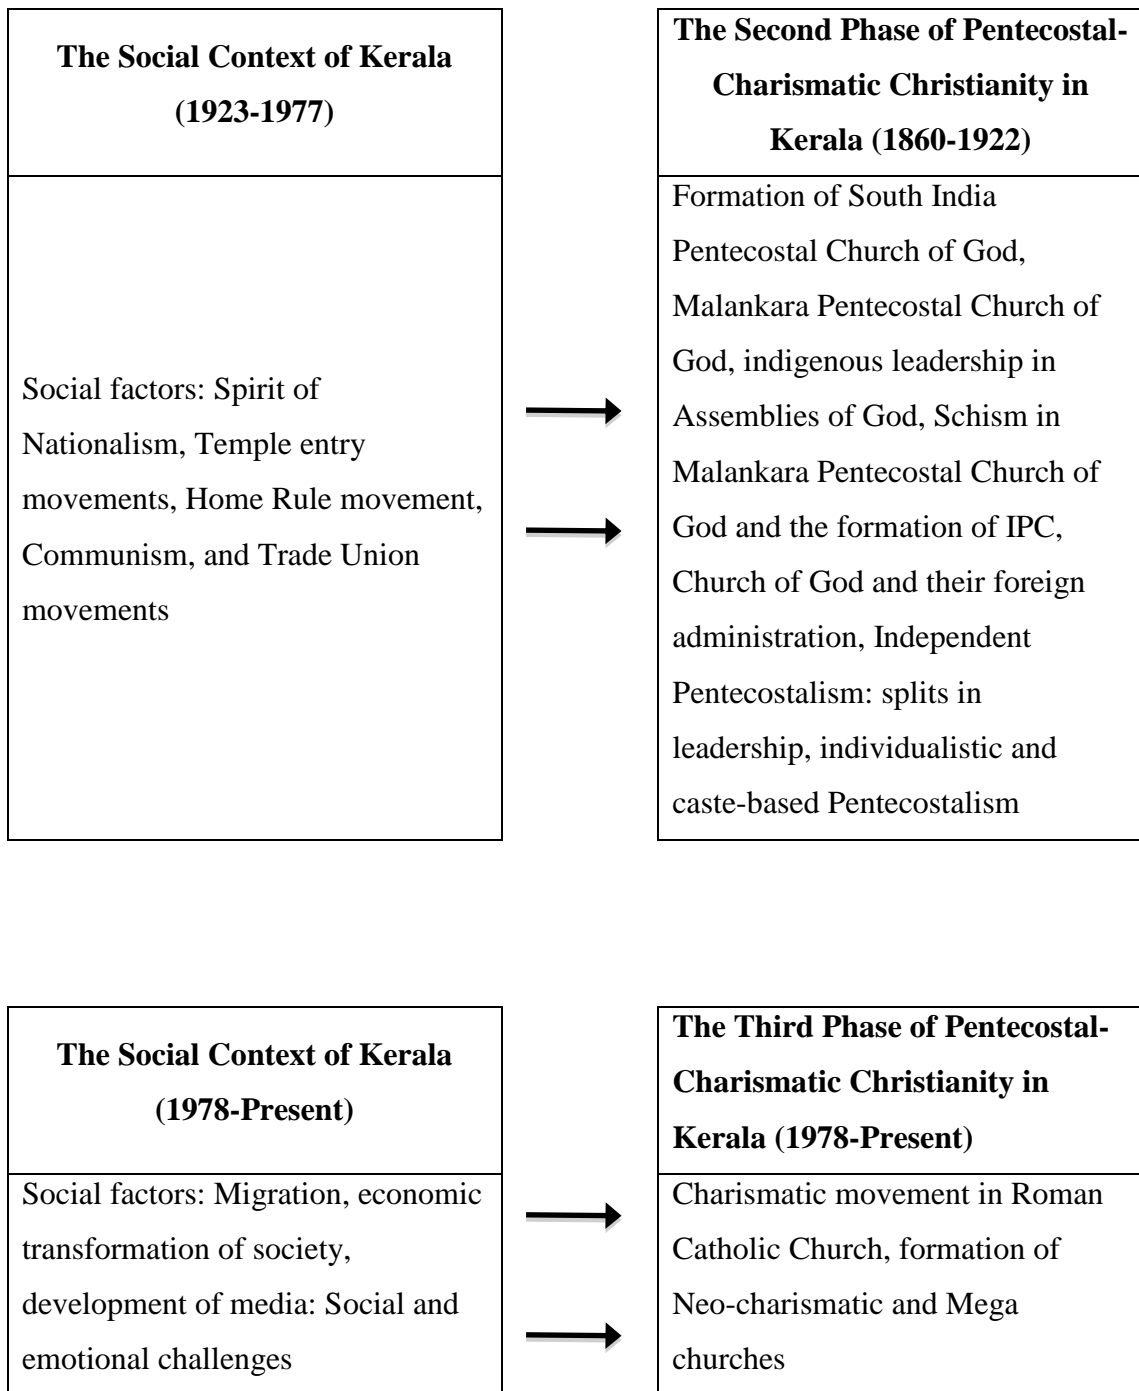 The Social Context of Kerala
(1923-1977)
The Second Phase of Pentecostal-
Charismatic Christianity in
Kerala (1860-1922)
Social factors: Spirit of
Nationalism, Temple entry
movements, Home Rule movement,
Communism, and Trade Union
movements
Formation of South India
Pentecostal Church of God,
Malankara Pentecostal Church of
God, indigenous leadership in
Assemblies of God, Schism in
Malankara Pentecostal Church of
God and the formation of IPC,
Church of God and their foreign
administration, Independent
Pentecostalism: splits in
leadership, individualistic and
caste-based Pentecostalism
The Social Context of Kerala
(1978-Present)
The Third Phase of Pentecostal-
Charismatic Christianity in
Kerala (1978-Present)
Social factors: Migration, economic
transformation of society,
development of media: Social and
emotional challenges
Charismatic movement in Roman
Catholic Church, formation of
Neo-charismatic and Mega
churches